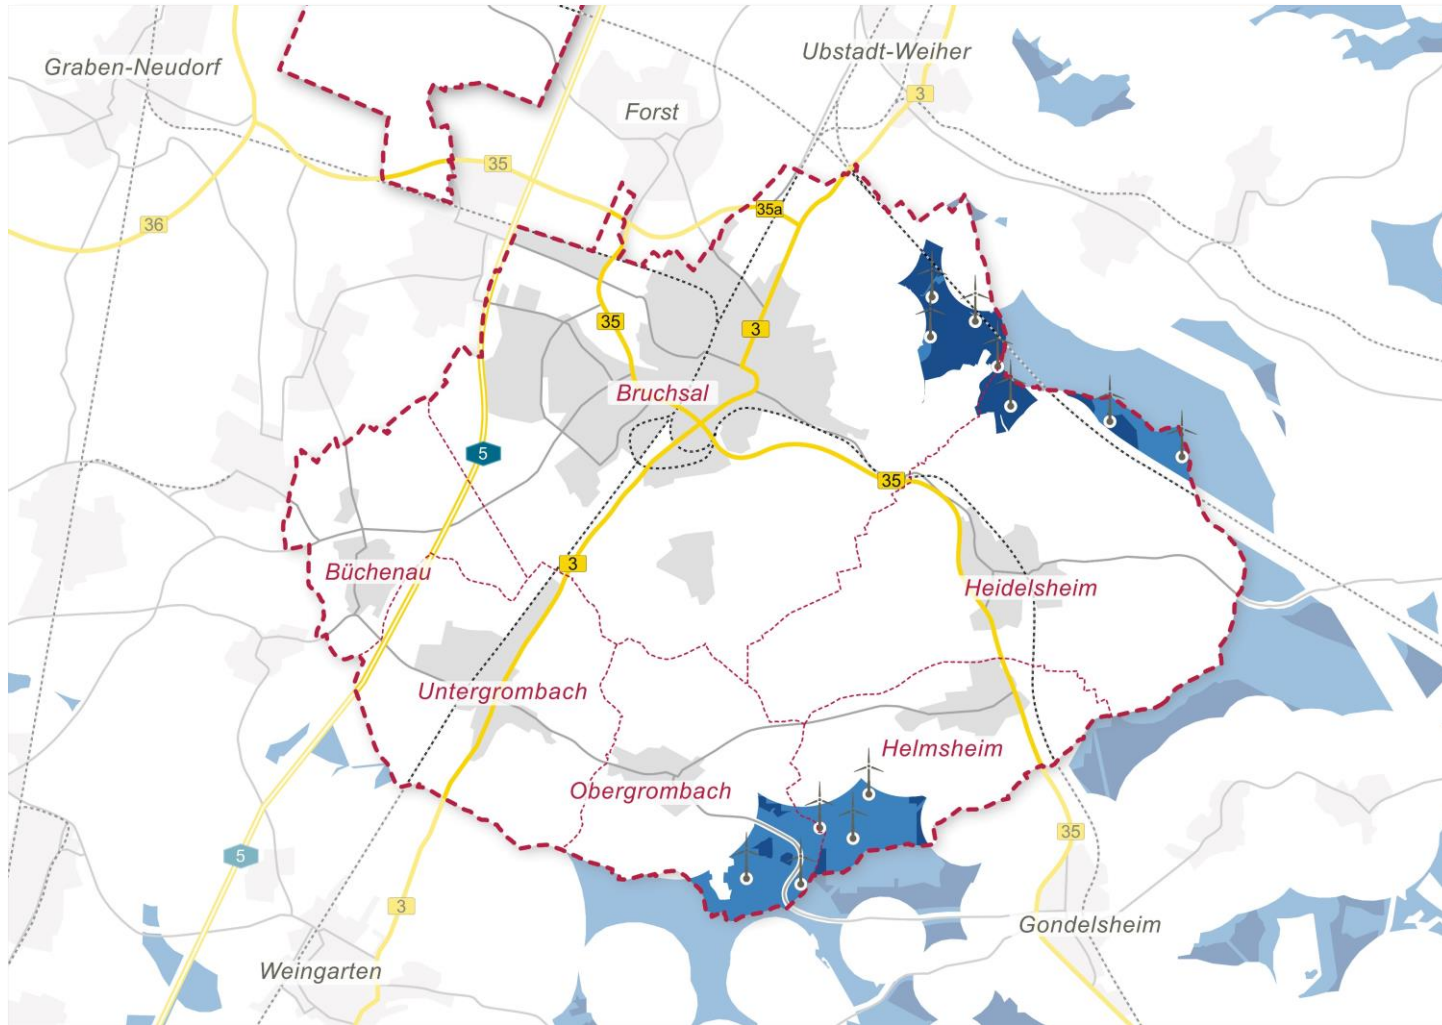 Ubstadt-Weiher
Graben-Neudorf
3
Forst
35
35a
36
35
3
Bruchsal
5
35
3
Büchenau
Heidelsheim
Untergrombach
Helmsheim
Obergrombach
35
5
3
Gondelsheim
Weingarten